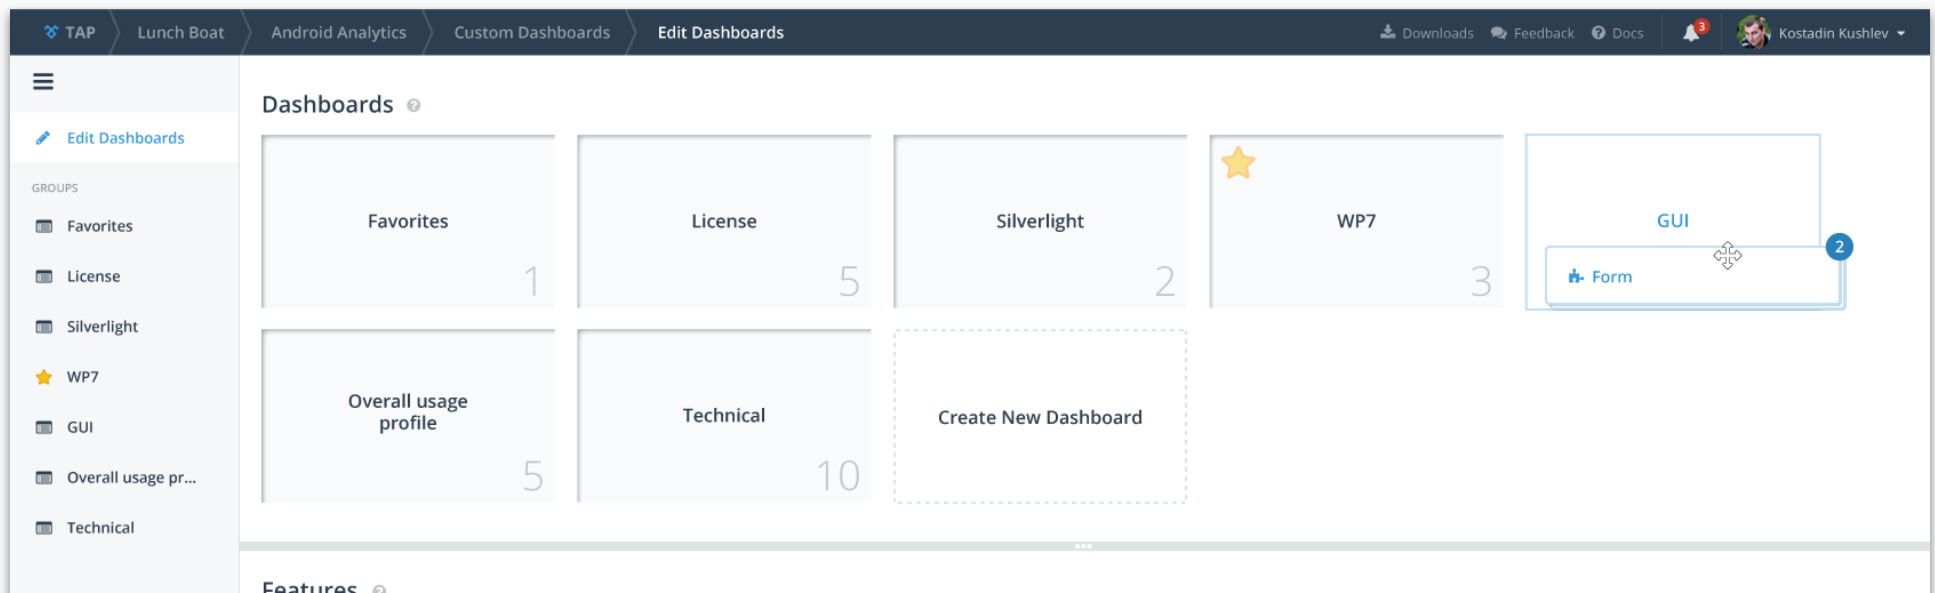 TAP
Lunch Boat
Android Analytics
Custom Dashboards
Edit Dashboards
Downloads
Feedback
Docs
3
Kostadin Kushlev
Edit Dashboards
GROUPS
Favorites
License
Silverlight
WP7
GUI
Overall usage pr...
Technical
Dashboards ?
Favorites
1
License
5
Silverlight
2
WP7
3
GUI
2
Form
Overall usage
profile
5
Technical
10
Create New Dashboard
Features ?